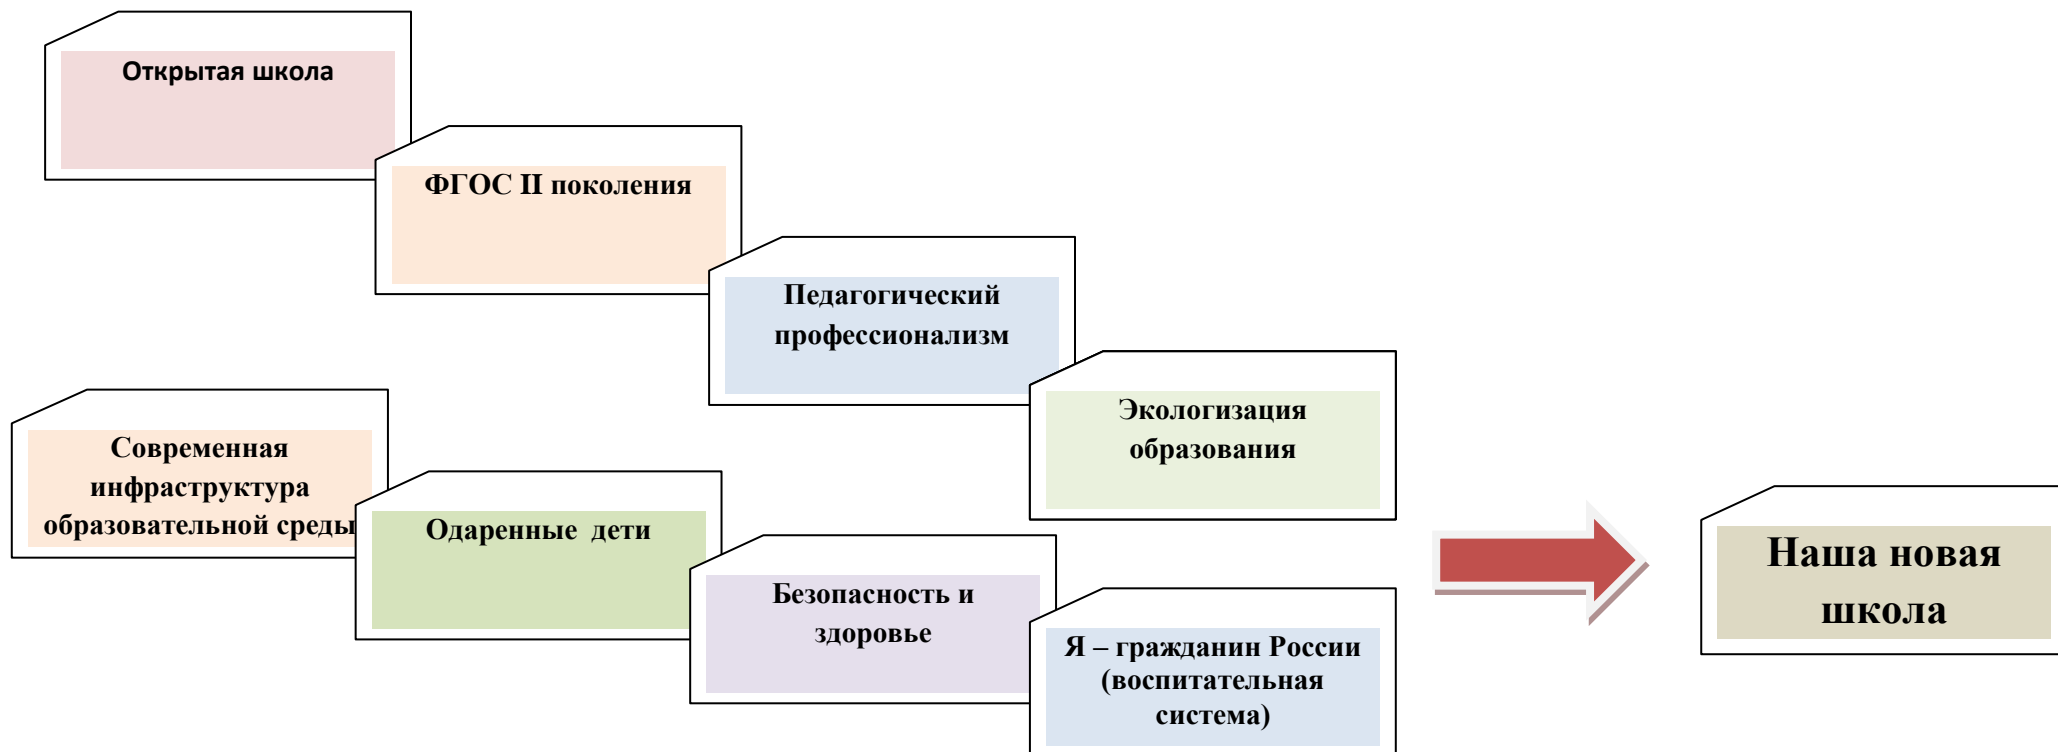 Открытая школа
ФГОС II поколения
Педагогический
профессионализм
Экологизация
образования
Современная
инфраструктура
образовательной среды
Одаренные дети
Безопасность и
здоровье
Я – гражданин России
(воспитательная
система)
Наша новая
школа